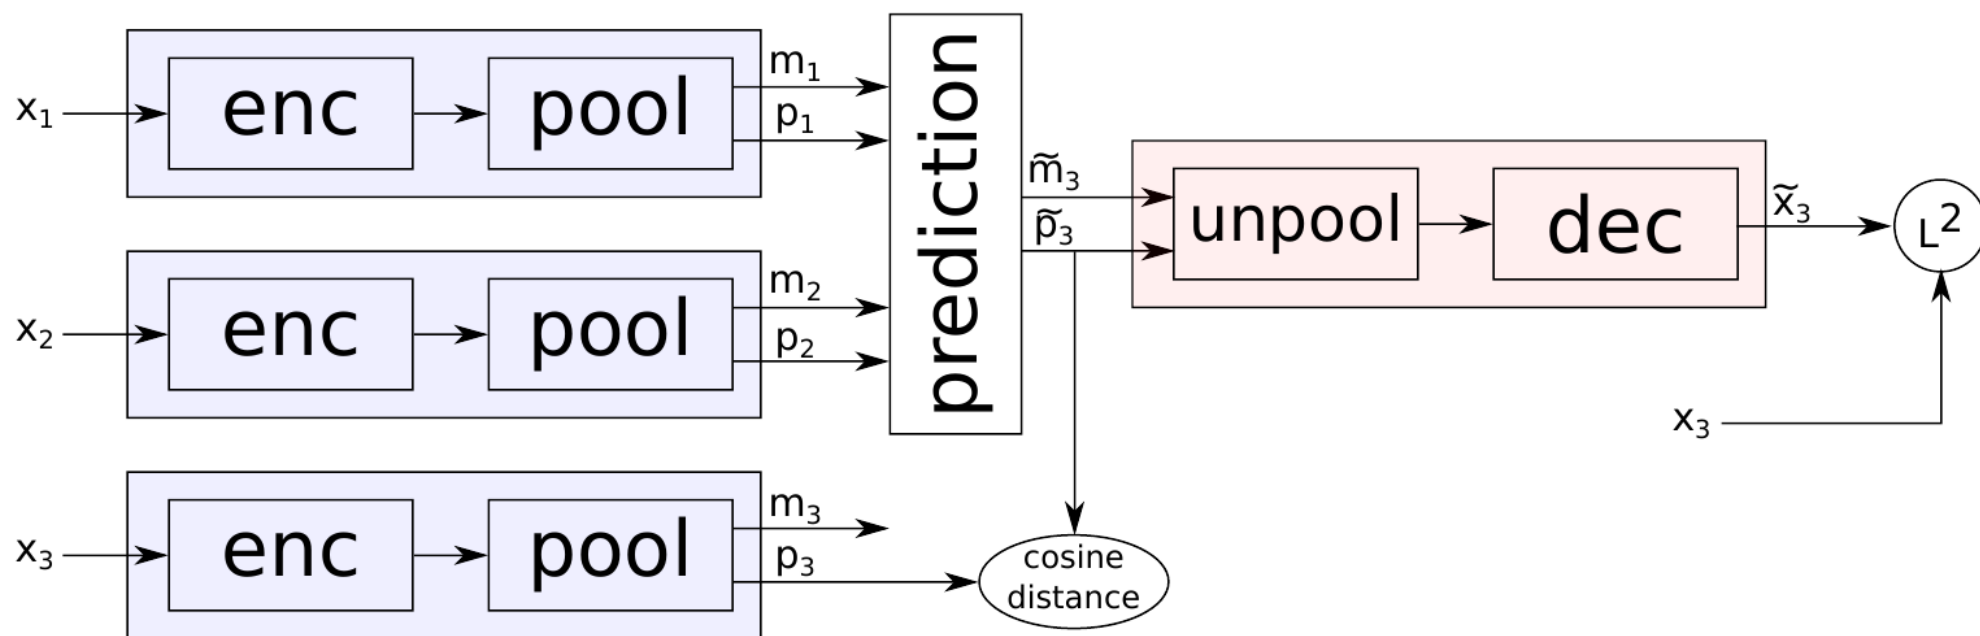 x₁ enc pool m₁ p₁
x₂ enc pool m₂ p₂
x₃ enc pool m₃ p₃
prediction
m̃₃
p̃₃
unpool dec x̃₃ L²
x₃
cosine
distance